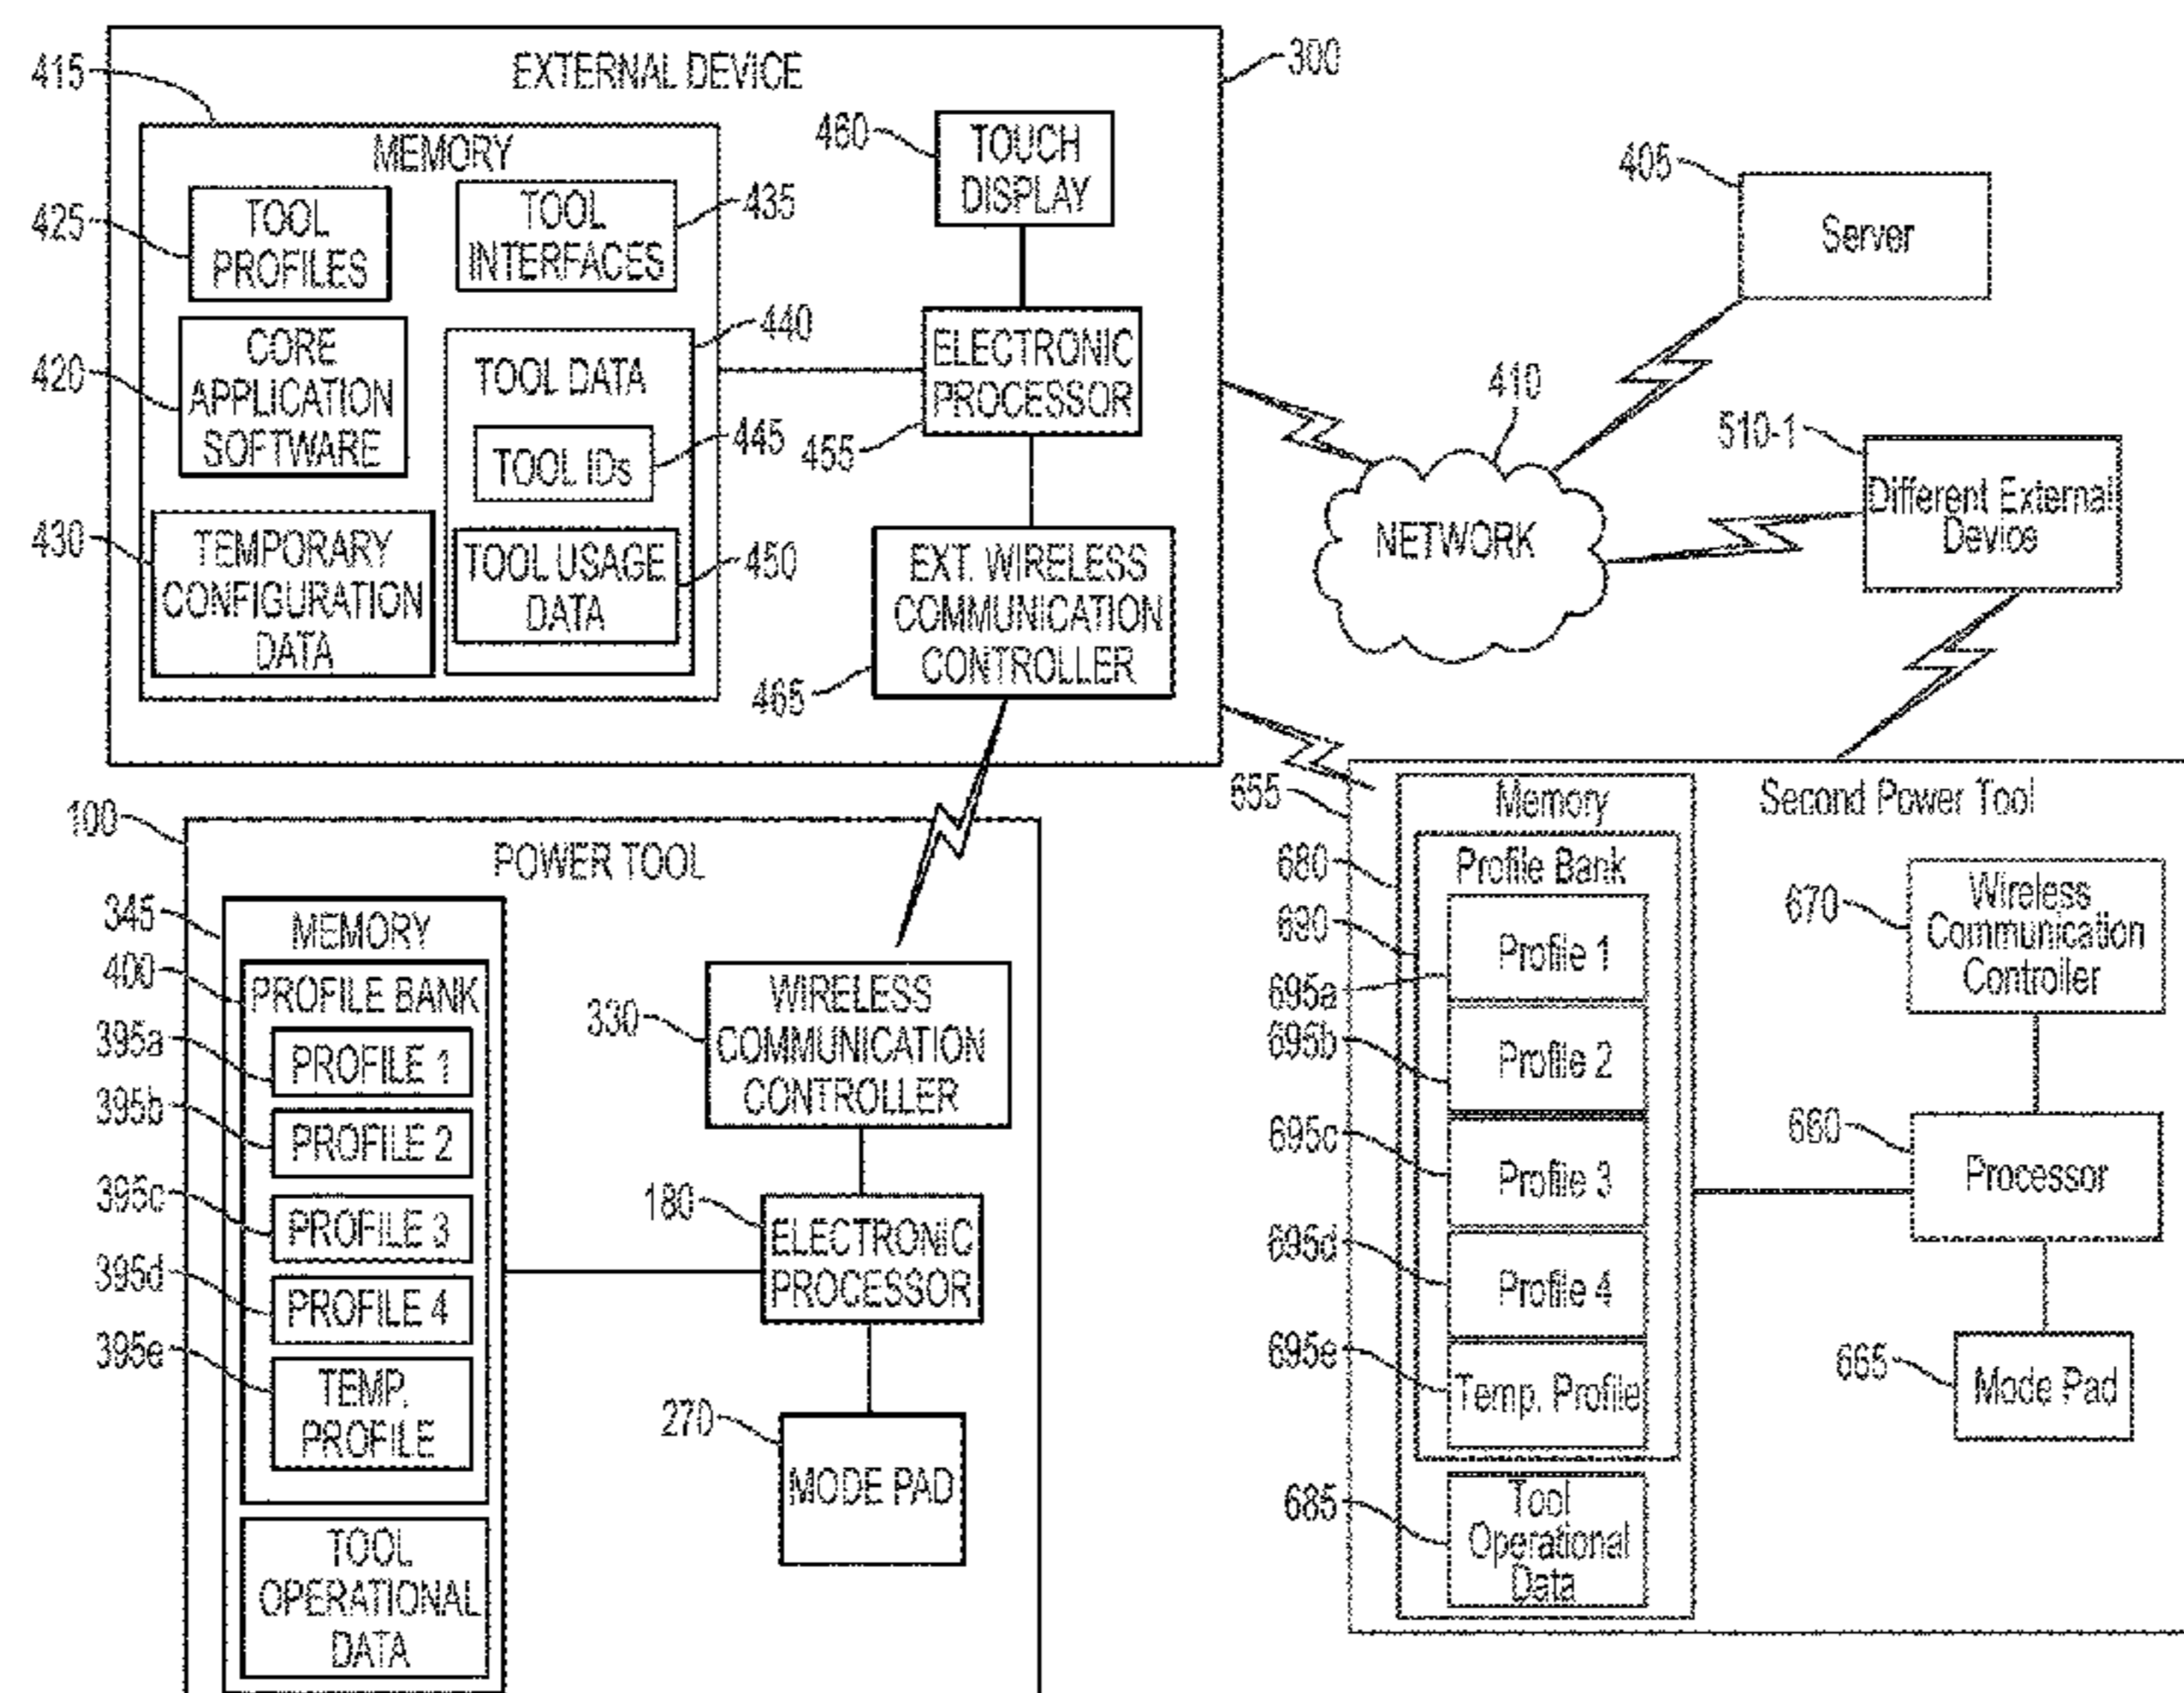 EXTERNAL DEVICE
300
415
MEMORY
425
TOOL
PROFILES
TOOL
INTERFACES
435
420
CORE
APPLICATION
SOFTWARE
440
TOOL DATA
TOOL IDs
445
430
TEMPORARY
CONFIGURATION
DATA
TOOL USAGE
DATA
450
460
TOUCH
DISPLAY
ELECTRONIC
PROCESSOR
455
EXT. WIRELESS
COMMUNICATION
CONTROLLER
465
405
Server
410
NETWORK
510-1
Different External
Device
100
POWER TOOL
345
MEMORY
400
PROFILE BANK
395a
PROFILE 1
395b
PROFILE 2
395c
PROFILE 3
395d
PROFILE 4
395e
TEMP.
PROFILE
TOOL
OPERATIONAL
DATA
330
WIRELESS
COMMUNICATION
CONTROLLER
180
ELECTRONIC
PROCESSOR
270
MODE PAD
655
Second Power Tool
Memory
680
Profile Bank
690
695a
Profile 1
695b
Profile 2
695c
Profile 3
695d
Profile 4
695e
Temp. Profile
685
Tool
Operational
Data
670
Wireless
Communication
Controller
660
Processor
665
Mode Pad